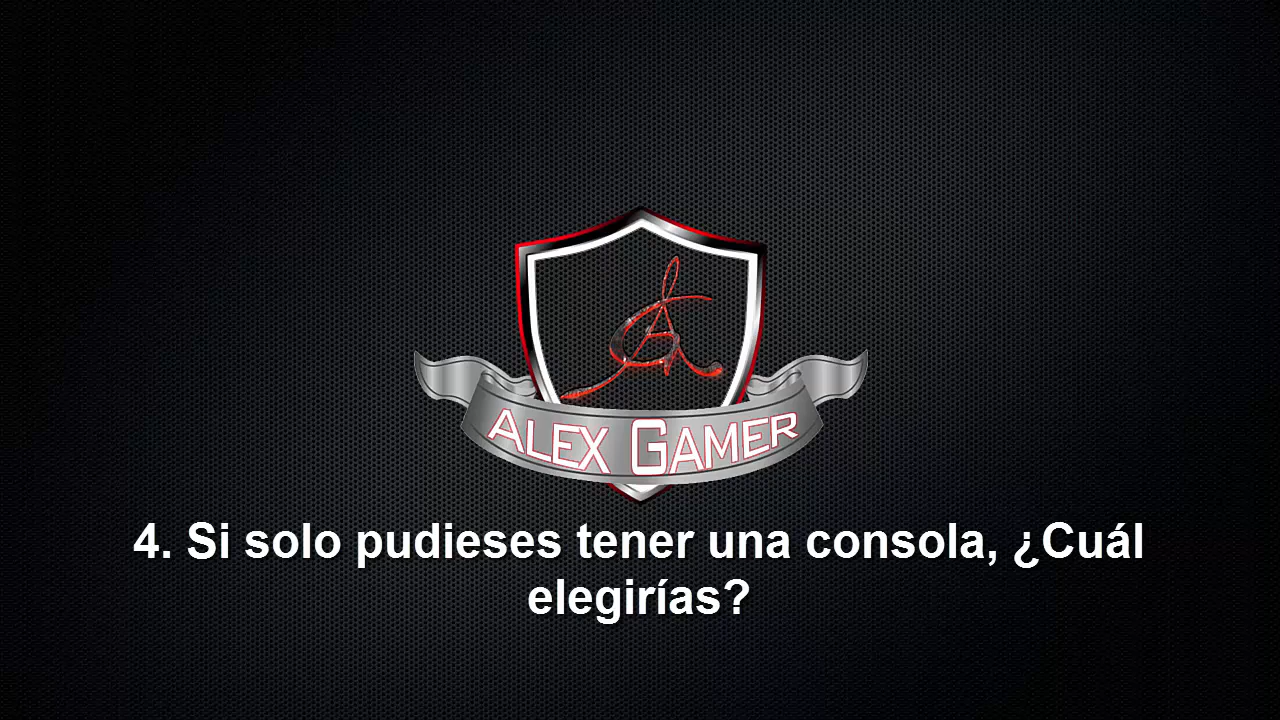 ALEX GAMER
4. Si solo pudieses tener una consola, ¿Cuál
elegirías?